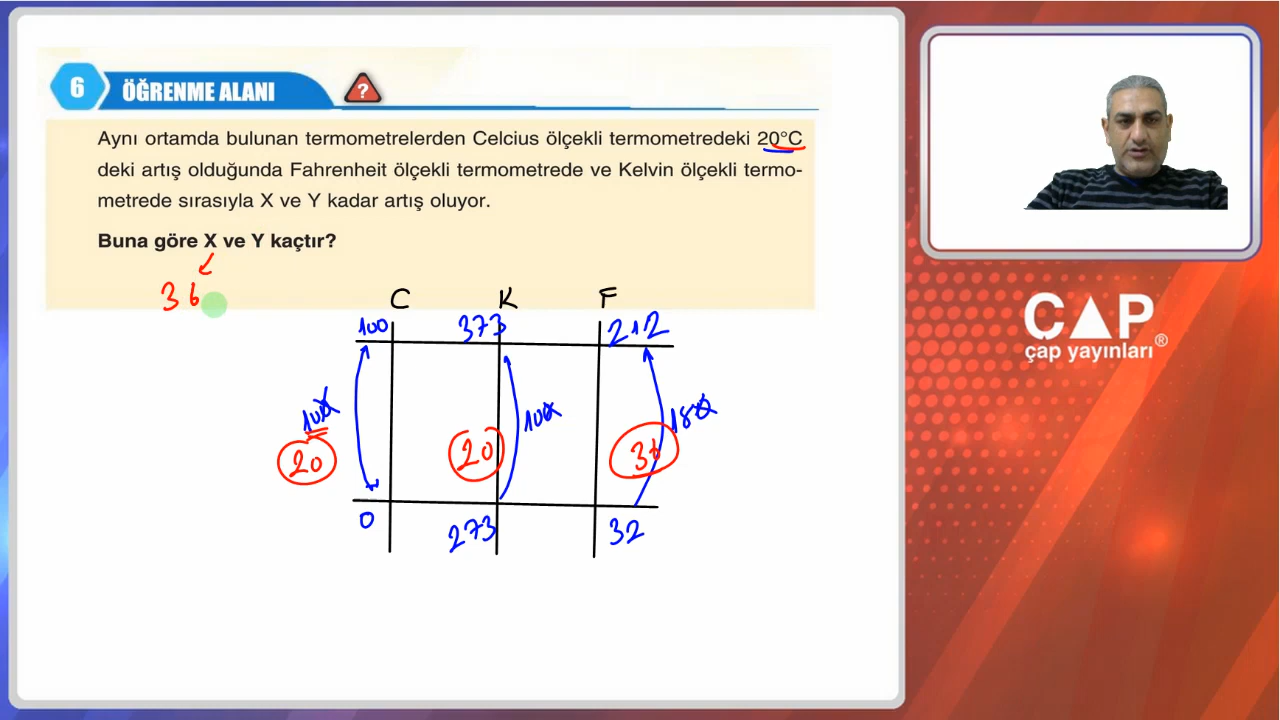 6 ÖĞRENME ALANI ?
Aynı ortamda bulunan termometrelerden Celcius ölçekli termometredeki 20°C
deki artış olduğunda Fahrenheit ölçekli termometrede ve Kelvin ölçekli termo-
metrede sırasıyla X ve Y kadar artış oluyor.
Buna göre X ve Y kaçtır?
36
C K F
100 373 212
100 100 180
20 20 36
0 273 32
ÇAP®
çap yayınları